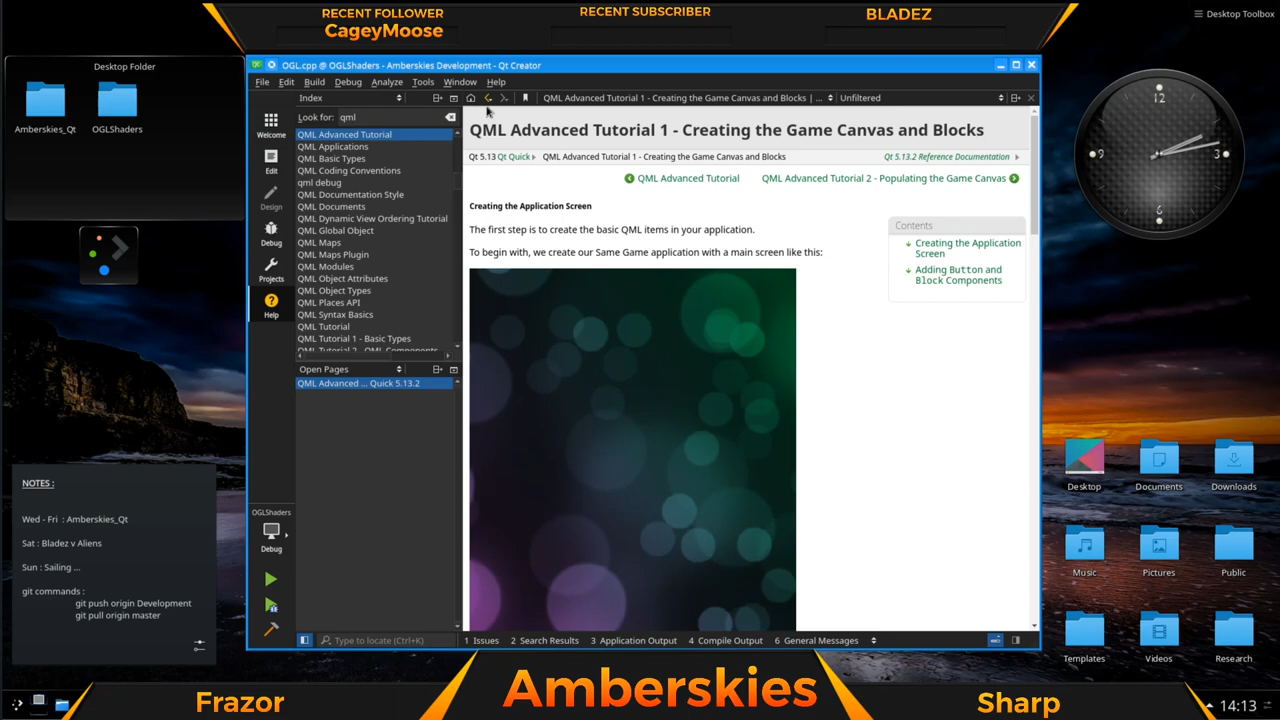 RECENT FOLLOWER
CageyMoose
RECENT SUBSCRIBER
BLADEZ
Desktop Toolbox
Desktop Folder
Amberskies_Qt
OGLShaders
NOTES :
Wed - Fri : Amberskies_Qt
Sat : Bladez v Aliens
Sun : Sailing ...
git commands :
git push origin Development
git pull origin master
OGL.cpp @ OGLShaders - Amberskies Development - Qt Creator
File Edit Build Debug Analyze Tools Window Help
Index
QML Advanced Tutorial 1 - Creating the Game Canvas and Blocks | ...
Unfiltered
Welcome
Edit
Design
Debug
Projects
Help
OGLShaders
Debug
Look for: qml
QML Advanced Tutorial
QML Applications
QML Basic Types
QML Coding Conventions
qml debug
QML Documentation Style
QML Documents
QML Dynamic View Ordering Tutorial
QML Global Object
QML Maps
QML Maps Plugin
QML Modules
QML Object Attributes
QML Object Types
QML Places API
QML Syntax Basics
QML Tutorial
QML Tutorial 1 - Basic Types
QML Tutorial 2 - QML Components
Open Pages
QML Advanced ... Quick 5.13.2
QML Advanced Tutorial 1 - Creating the Game Canvas and Blocks
Qt 5.13 Qt Quick QML Advanced Tutorial 1 - Creating the Game Canvas and Blocks
Qt 5.13.2 Reference Documentation
QML Advanced Tutorial
QML Advanced Tutorial 2 - Populating the Game Canvas
Creating the Application Screen
The first step is to create the basic QML items in your application.
To begin with, we create our Same Game application with a main screen like this:
Contents
Creating the Application
Screen
Adding Button and
Block Components
Type to locate (Ctrl+K)
1 Issues 2 Search Results 3 Application Output 4 Compile Output 6 General Messages
12
3
6
9
Desktop
Documents
Downloads
Music
Pictures
Public
Templates
Videos
Research
Frazor
Amberskies
Sharp
14:13